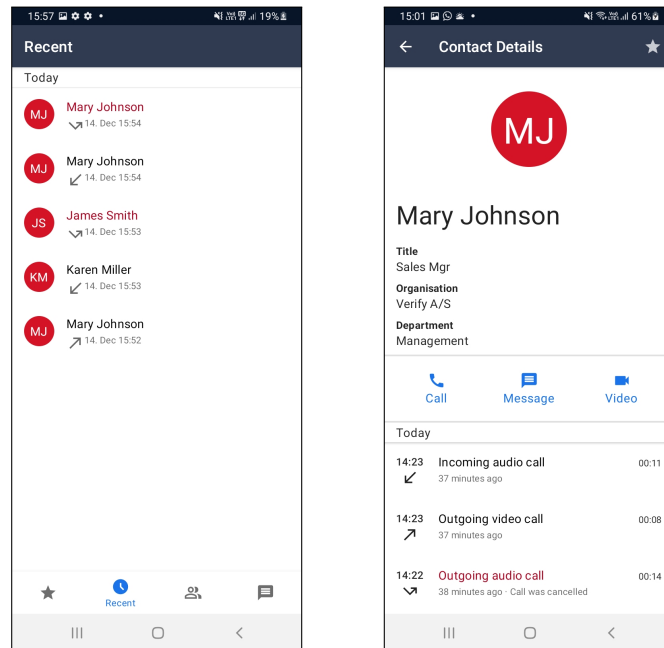 15:57
19%
Recent
Today
MJ
Mary Johnson
14. Dec 15:54
MJ
Mary Johnson
14. Dec 15:54
JS
James Smith
14. Dec 15:53
KM
Karen Miller
14. Dec 15:53
MJ
Mary Johnson
14. Dec 15:52
Recent
15:01
61%
Contact Details
MJ
Mary Johnson
Title
Sales Mgr
Organisation
Verify A/S
Department
Management
Call Message Video
Today
14:23 Incoming audio call 00:11
37 minutes ago
14:23 Outgoing video call 00:08
37 minutes ago
14:22 Outgoing audio call 00:14
38 minutes ago · Call was cancelled